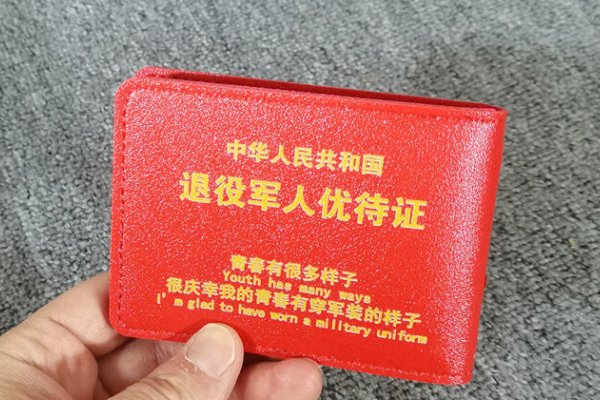 中华人民共和国
退役军人优待证
青春有很多样子
Youth has many ways
很庆幸我的青春有穿军装的样子
I'm glad to have worn a military uniform